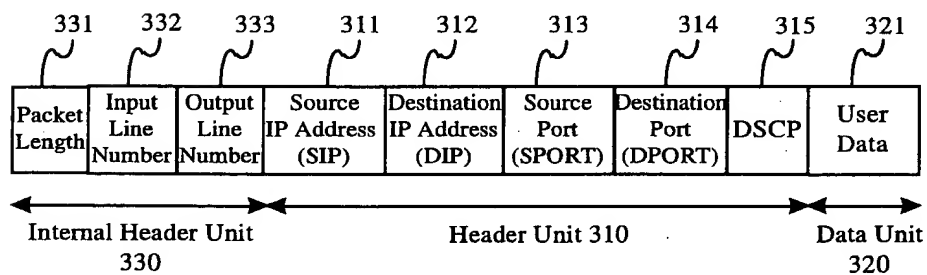 331 332 333 311 312 313 314 315 321
Packet Length
Input Line Number
Output Line Number
Source IP Address (SIP)
Destination IP Address (DIP)
Source Port (SPORT)
Destination Port (DPORT)
DSCP
User Data
Internal Header Unit 330
Header Unit 310
Data Unit 320